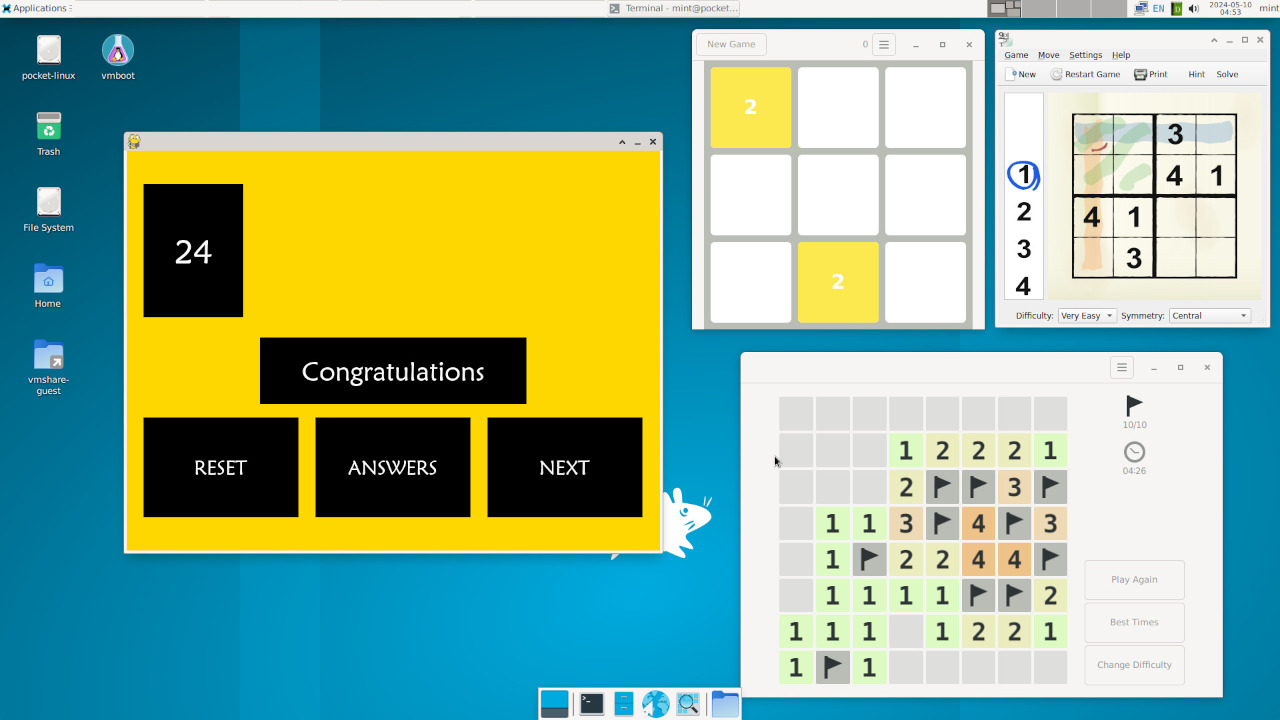 Applications
Terminal - mint@pocket...
EN
2024-05-10
04:53
mint
pocket-linux
vmboot
Trash
File System
Home
vmshare-guest
24
Congratulations
RESET ANSWERS NEXT
New Game 0
2
2
Game Move Settings Help
New Restart Game Print Hint Solve
1
2
3
4
3
4 1
4 1
3
Difficulty: Very Easy Symmetry: Central
1 2 2 2 1
2 3
1 1 3 4 3
1 2 2 4 4
1 1 1 1 2
1 1 1 1 2 2 1
1 1
10/10
04:26
Play Again
Best Times
Change Difficulty